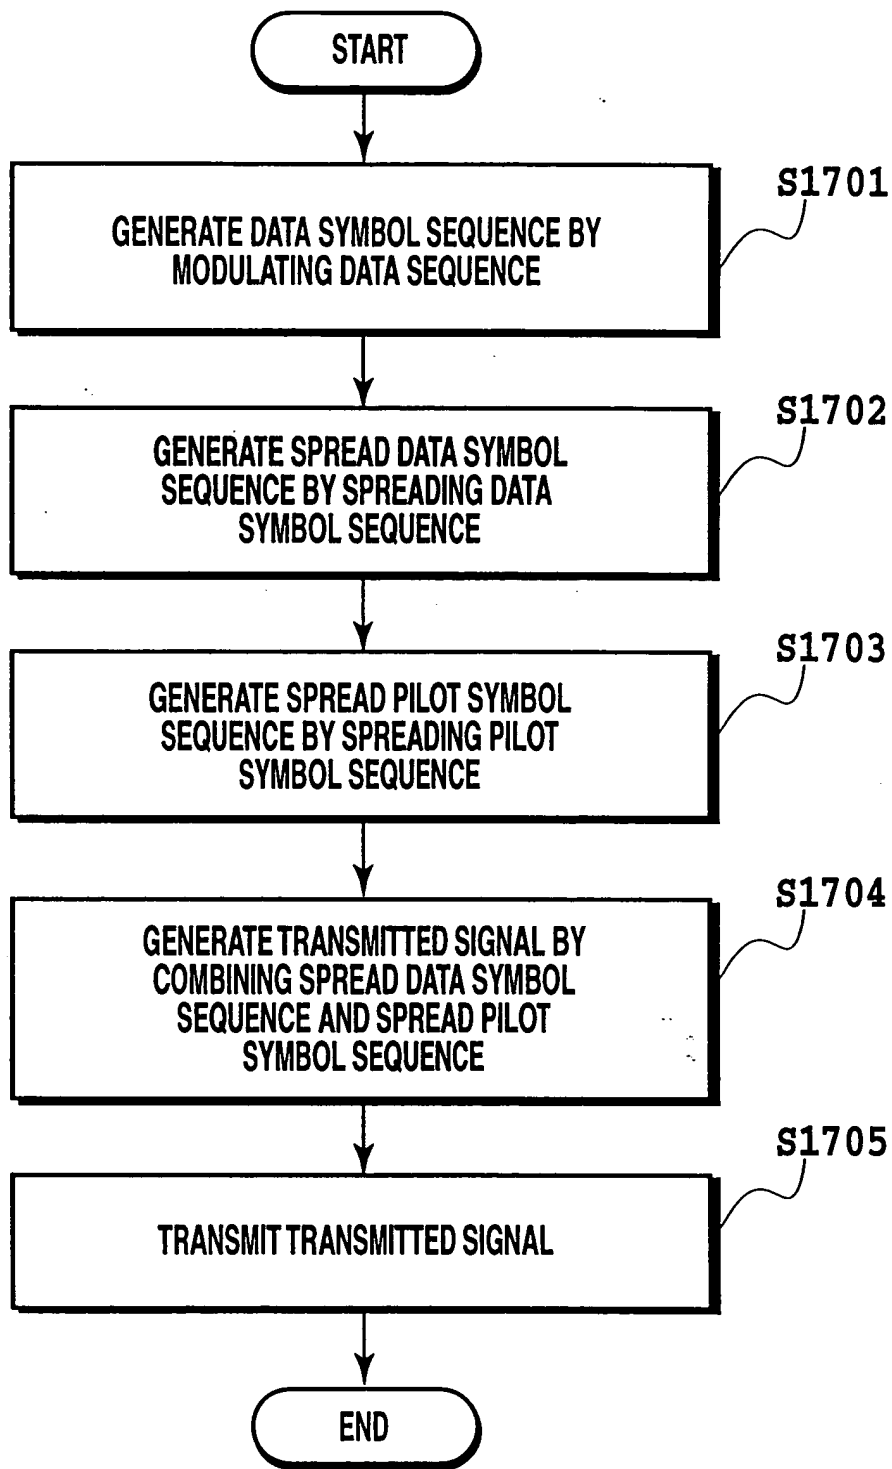 START
S1701
GENERATE DATA SYMBOL SEQUENCE BY
MODULATING DATA SEQUENCE
S1702
GENERATE SPREAD DATA SYMBOL
SEQUENCE BY SPREADING DATA
SYMBOL SEQUENCE
S1703
GENERATE SPREAD PILOT SYMBOL
SEQUENCE BY SPREADING PILOT
SYMBOL SEQUENCE
S1704
GENERATE TRANSMITTED SIGNAL BY
COMBINING SPREAD DATA SYMBOL
SEQUENCE AND SPREAD PILOT
SYMBOL SEQUENCE
S1705
TRANSMIT TRANSMITTED SIGNAL
END